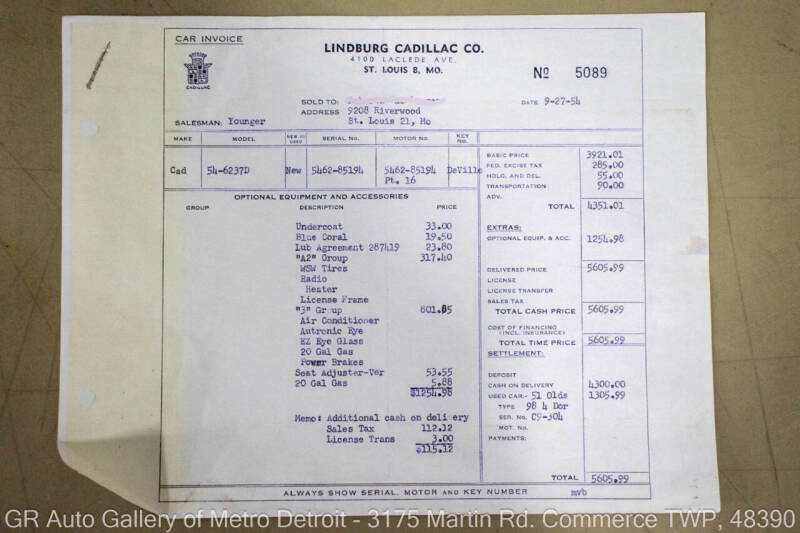 CAR INVOICE
CADILLAC
LINDBURG CADILLAC CO.
4100 LACLEDE AVE.
ST. LOUIS 8, MO.
No 5089
SOLD TO:
DATE 9-27-54
ADDRESS 9208 Riverwood
SALESMAN: Younger St. Louis 21, Mo
MAKE MODEL NEW OR USED SERIAL No. MOTOR No. KEY No.
Cad 54-6237D New 5462-85194 5462-85194 DeVille
Pt. 16
BASIC PRICE 3921.01
FED. EXCISE TAX 285.00
HDLG. AND DEL. 55.00
TRANSPORTATION 90.00
ADV.
TOTAL 4351.01
OPTIONAL EQUIPMENT AND ACCESSORIES
GROUP DESCRIPTION PRICE
Undercoat 33.00
Blue Coral 19.50
Lub Agreement 287419 23.80
"A2" Group 317.40
WSW Tires
Radio
Heater
License Frame
"3" Group 801.85
Air Conditioner
Autronic Eye
EZ Eye Glass
20 Gal Gas
Power Brakes
Seat Adjuster-Ver 53.55
20 Gal Gas 5.88
$1254.98
Memo: Additional cash on delivery
Sales Tax 112.12
License Trans 3.00
$115.12
EXTRAS:
OPTIONAL EQUIP. & ACC. 1254.98
DELIVERED PRICE 5605.99
LICENSE
LICENSE TRANSFER
SALES TAX
TOTAL CASH PRICE 5605.99
COST OF FINANCING
(INCL. INSURANCE)
TOTAL TIME PRICE 5605.99
SETTLEMENT:
DEPOSIT
CASH ON DELIVERY 4300.00
USED CAR:- 51 Olds 1305.99
TYPE 98 4 Dor
SER. No. C9-304
MOT. No.
PAYMENTS:
TOTAL 5605.99
ALWAYS SHOW SERIAL, MOTOR AND KEY NUMBER mvb
GR Auto Gallery of Metro Detroit - 3175 Martin Rd. Commerce TWP, 48390